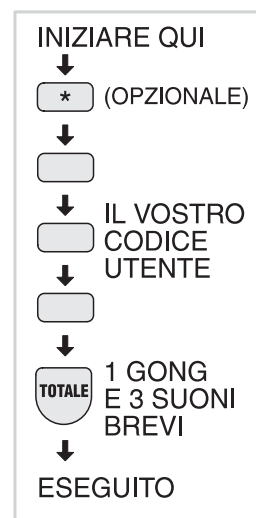 INIZIARE QUI
* (OPZIONALE)
IL VOSTRO
CODICE
UTENTE
TOTALE
1 GONG
E 3 SUONI
BREVI
ESEGUITO